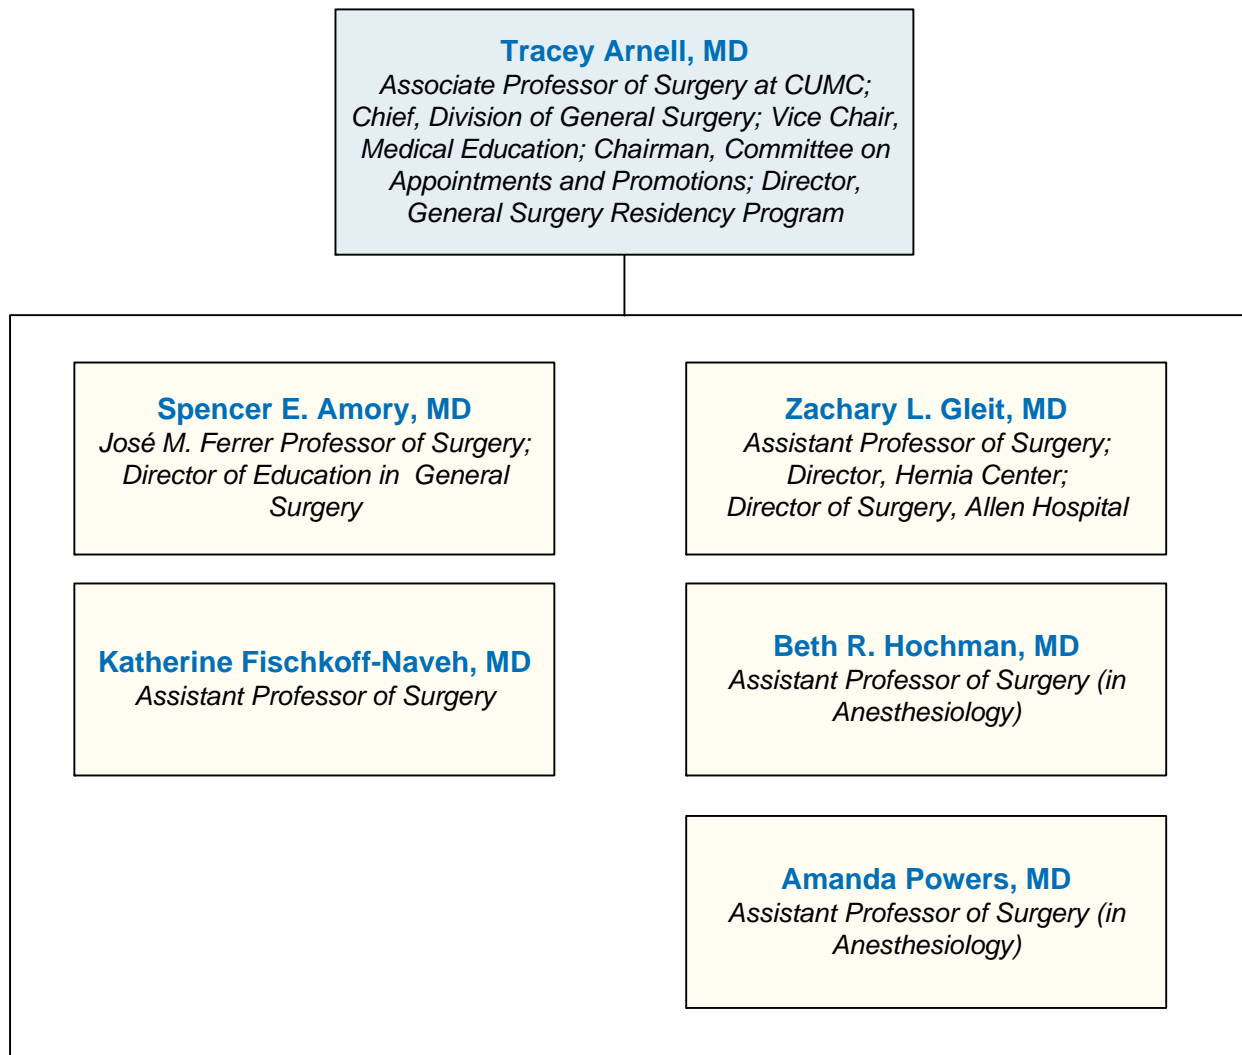 Tracey Arnell, MD
Associate Professor of Surgery at CUMC;
Chief, Division of General Surgery; Vice Chair,
Medical Education; Chairman, Committee on
Appointments and Promotions; Director,
General Surgery Residency Program
Spencer E. Amory, MD
José M. Ferrer Professor of Surgery;
Director of Education in  General
Surgery
Zachary L. Gleit, MD
Assistant Professor of Surgery;
Director, Hernia Center;
Director of Surgery, Allen Hospital
Katherine Fischkoff-Naveh, MD
Assistant Professor of Surgery
Beth R. Hochman, MD
Assistant Professor of Surgery (in
Anesthesiology)
Amanda Powers, MD
Assistant Professor of Surgery (in
Anesthesiology)